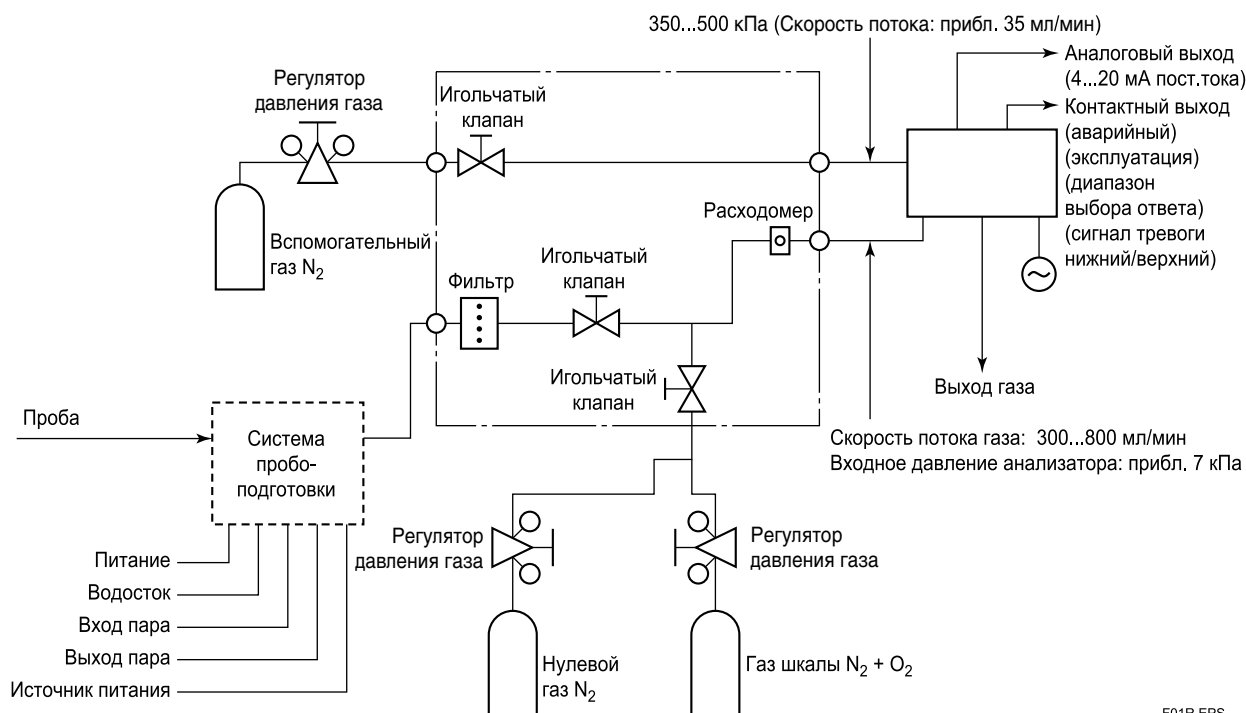 350...500 кПа (Скорость потока: прибл. 35 мл/мин)
Регулятор
давления газа
Игольчатый
клапан
Аналоговый выход
(4...20 мА пост.тока)
Контактный выход
(аварийный)
(эксплуатация)
(диапазон
выбора ответа)
(сигнал тревоги
нижний/верхний)
Вспомогательный
газ N2
Расходомер
Игольчатый
клапан
Фильтр
Игольчатый
клапан
Выход газа
Проба
Система
пробо-
подготовки
Скорость потока газа: 300...800 мл/мин
Входное давление анализатора: прибл. 7 кПа
Регулятор
давления газа
Регулятор
давления газа
Питание
Водосток
Вход пара
Выход пара
Источник питания
Нулевой
газ N2
Газ шкалы N2 + O2